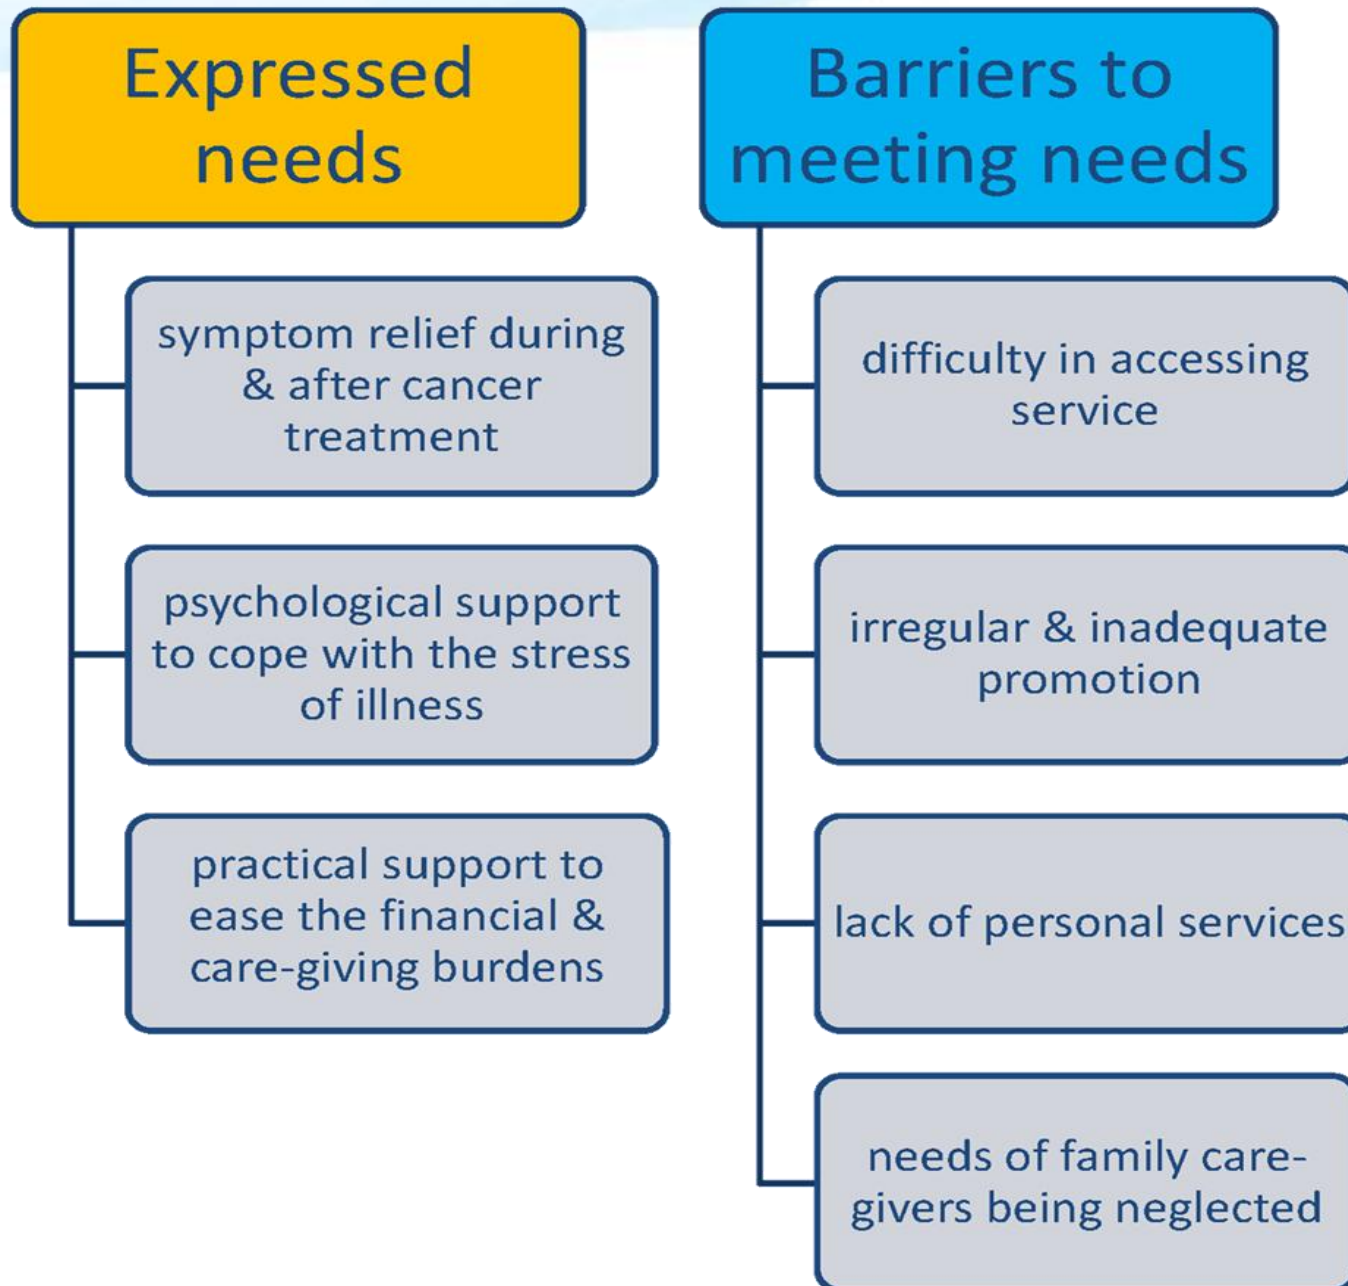 Expressed
needs
symptom relief during
& after cancer
treatment
psychological support
to cope with the stress
of illness
practical support to
ease the financial &
care-giving burdens
Barriers to
meeting needs
difficulty in accessing
service
irregular & inadequate
promotion
lack of personal services
needs of family care-
givers being neglected